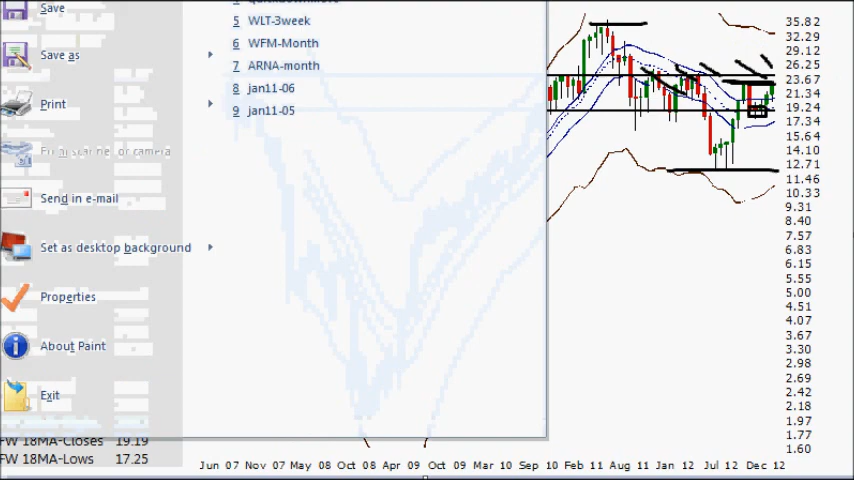 Save
5 WLT-3week
6 WFM-Month
Save as
7 ARNA-month
8 jan11-06
Print
9 jan11-05
From scanner or camera
Send in e-mail
Set as desktop background
Properties
About Paint
Exit
FW 18MA-Closes 19.19
FW 18MA-Lows 17.25
35.82
32.29
29.12
26.25
23.67
21.34
19.24
17.34
15.64
14.10
12.71
11.46
10.33
9.31
8.40
7.57
6.83
6.15
5.55
5.00
4.51
4.07
3.67
3.30
2.98
2.69
2.42
2.18
1.97
1.77
1.60
Jun 07 Nov 07 May 08 Oct 08 Apr 09 Oct 09 Mar 10 Sep 10 Feb 11 Aug 11 Jan 12 Jul 12 Dec 12